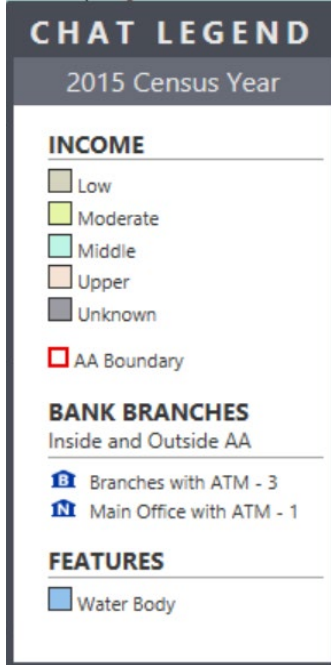 CHAT LEGEND
2015 Census Year
INCOME
Low
Moderate
Middle
Upper
Unknown
AA Boundary
BANK BRANCHES
Inside and Outside AA
B Branches with ATM - 3
N Main Office with ATM - 1
FEATURES
Water Body